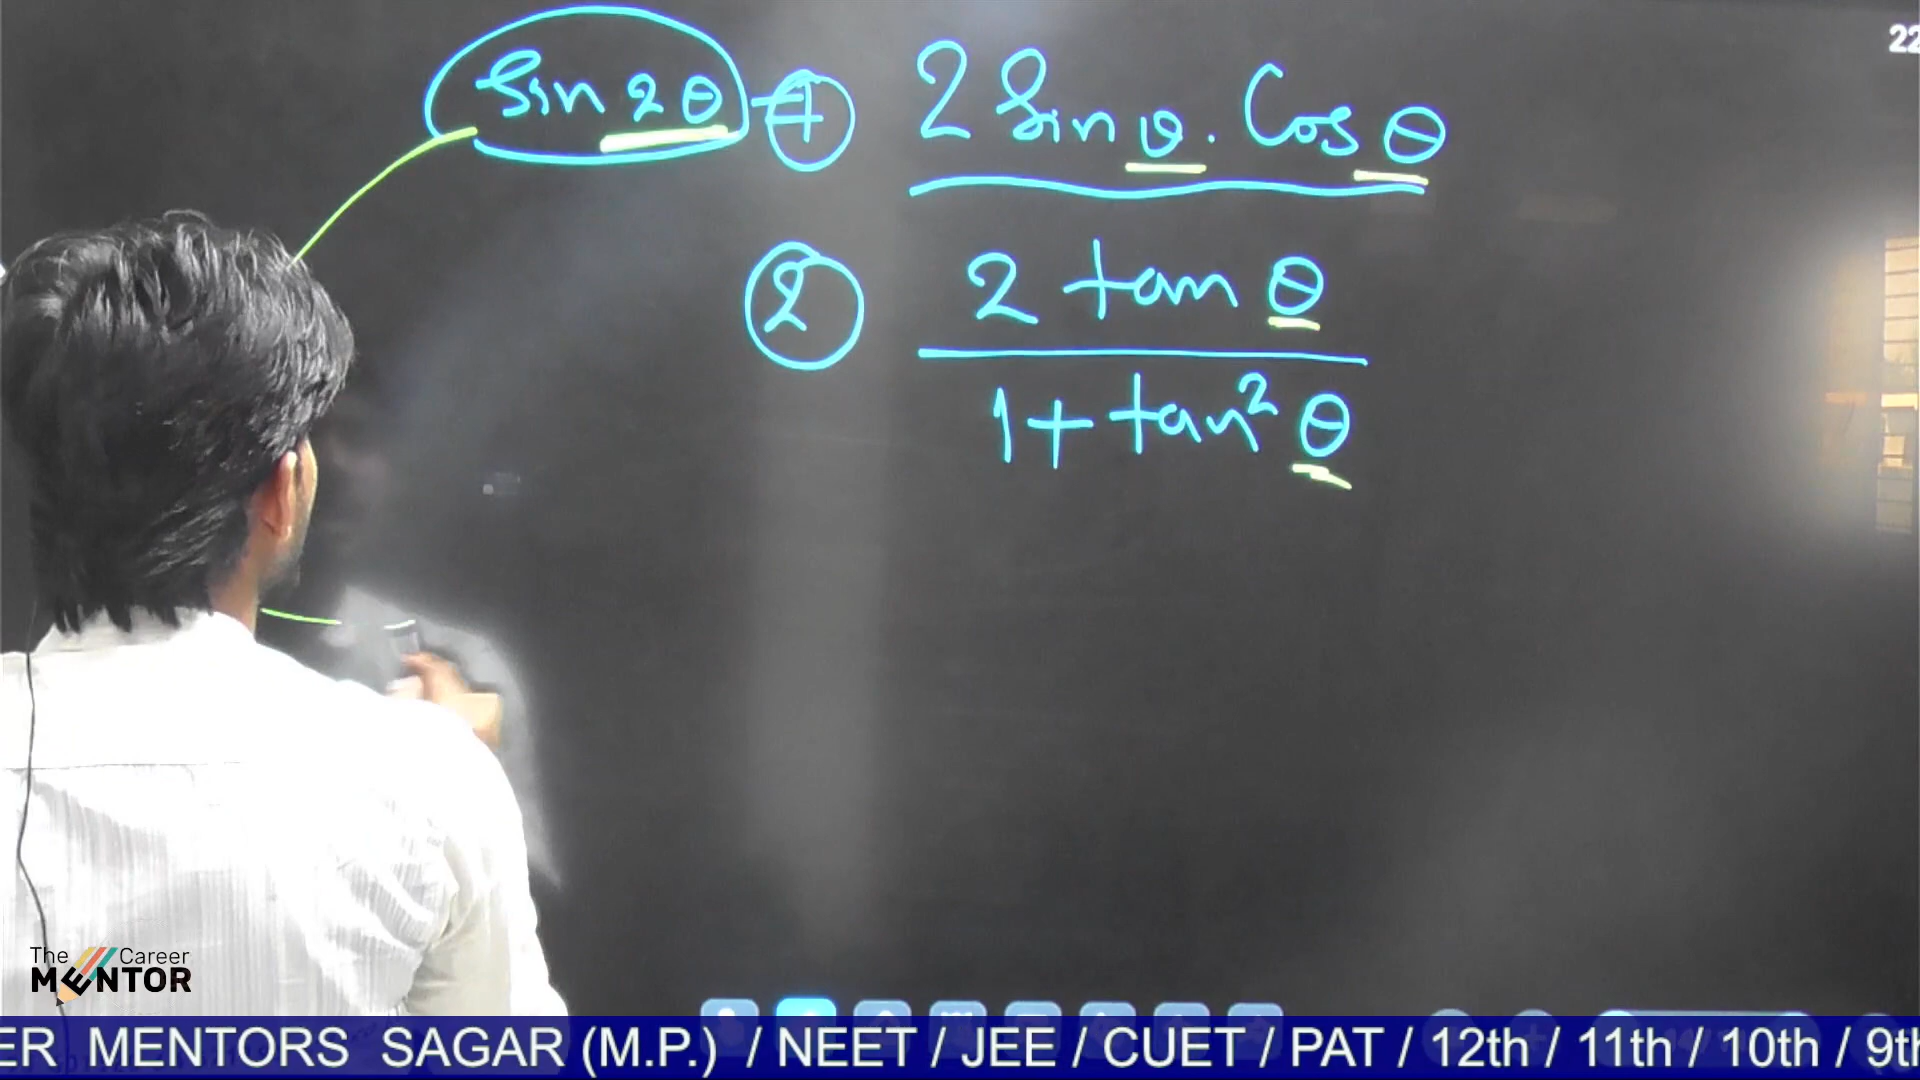 22
sin 2θ → ① 2 sin θ . Cos θ
② 2 tan θ
1 + tan² θ
The Career
MENTOR
ER MENTORS SAGAR (M.P.) / NEET / JEE / CUET / PAT / 12th / 11th / 10th / 9th